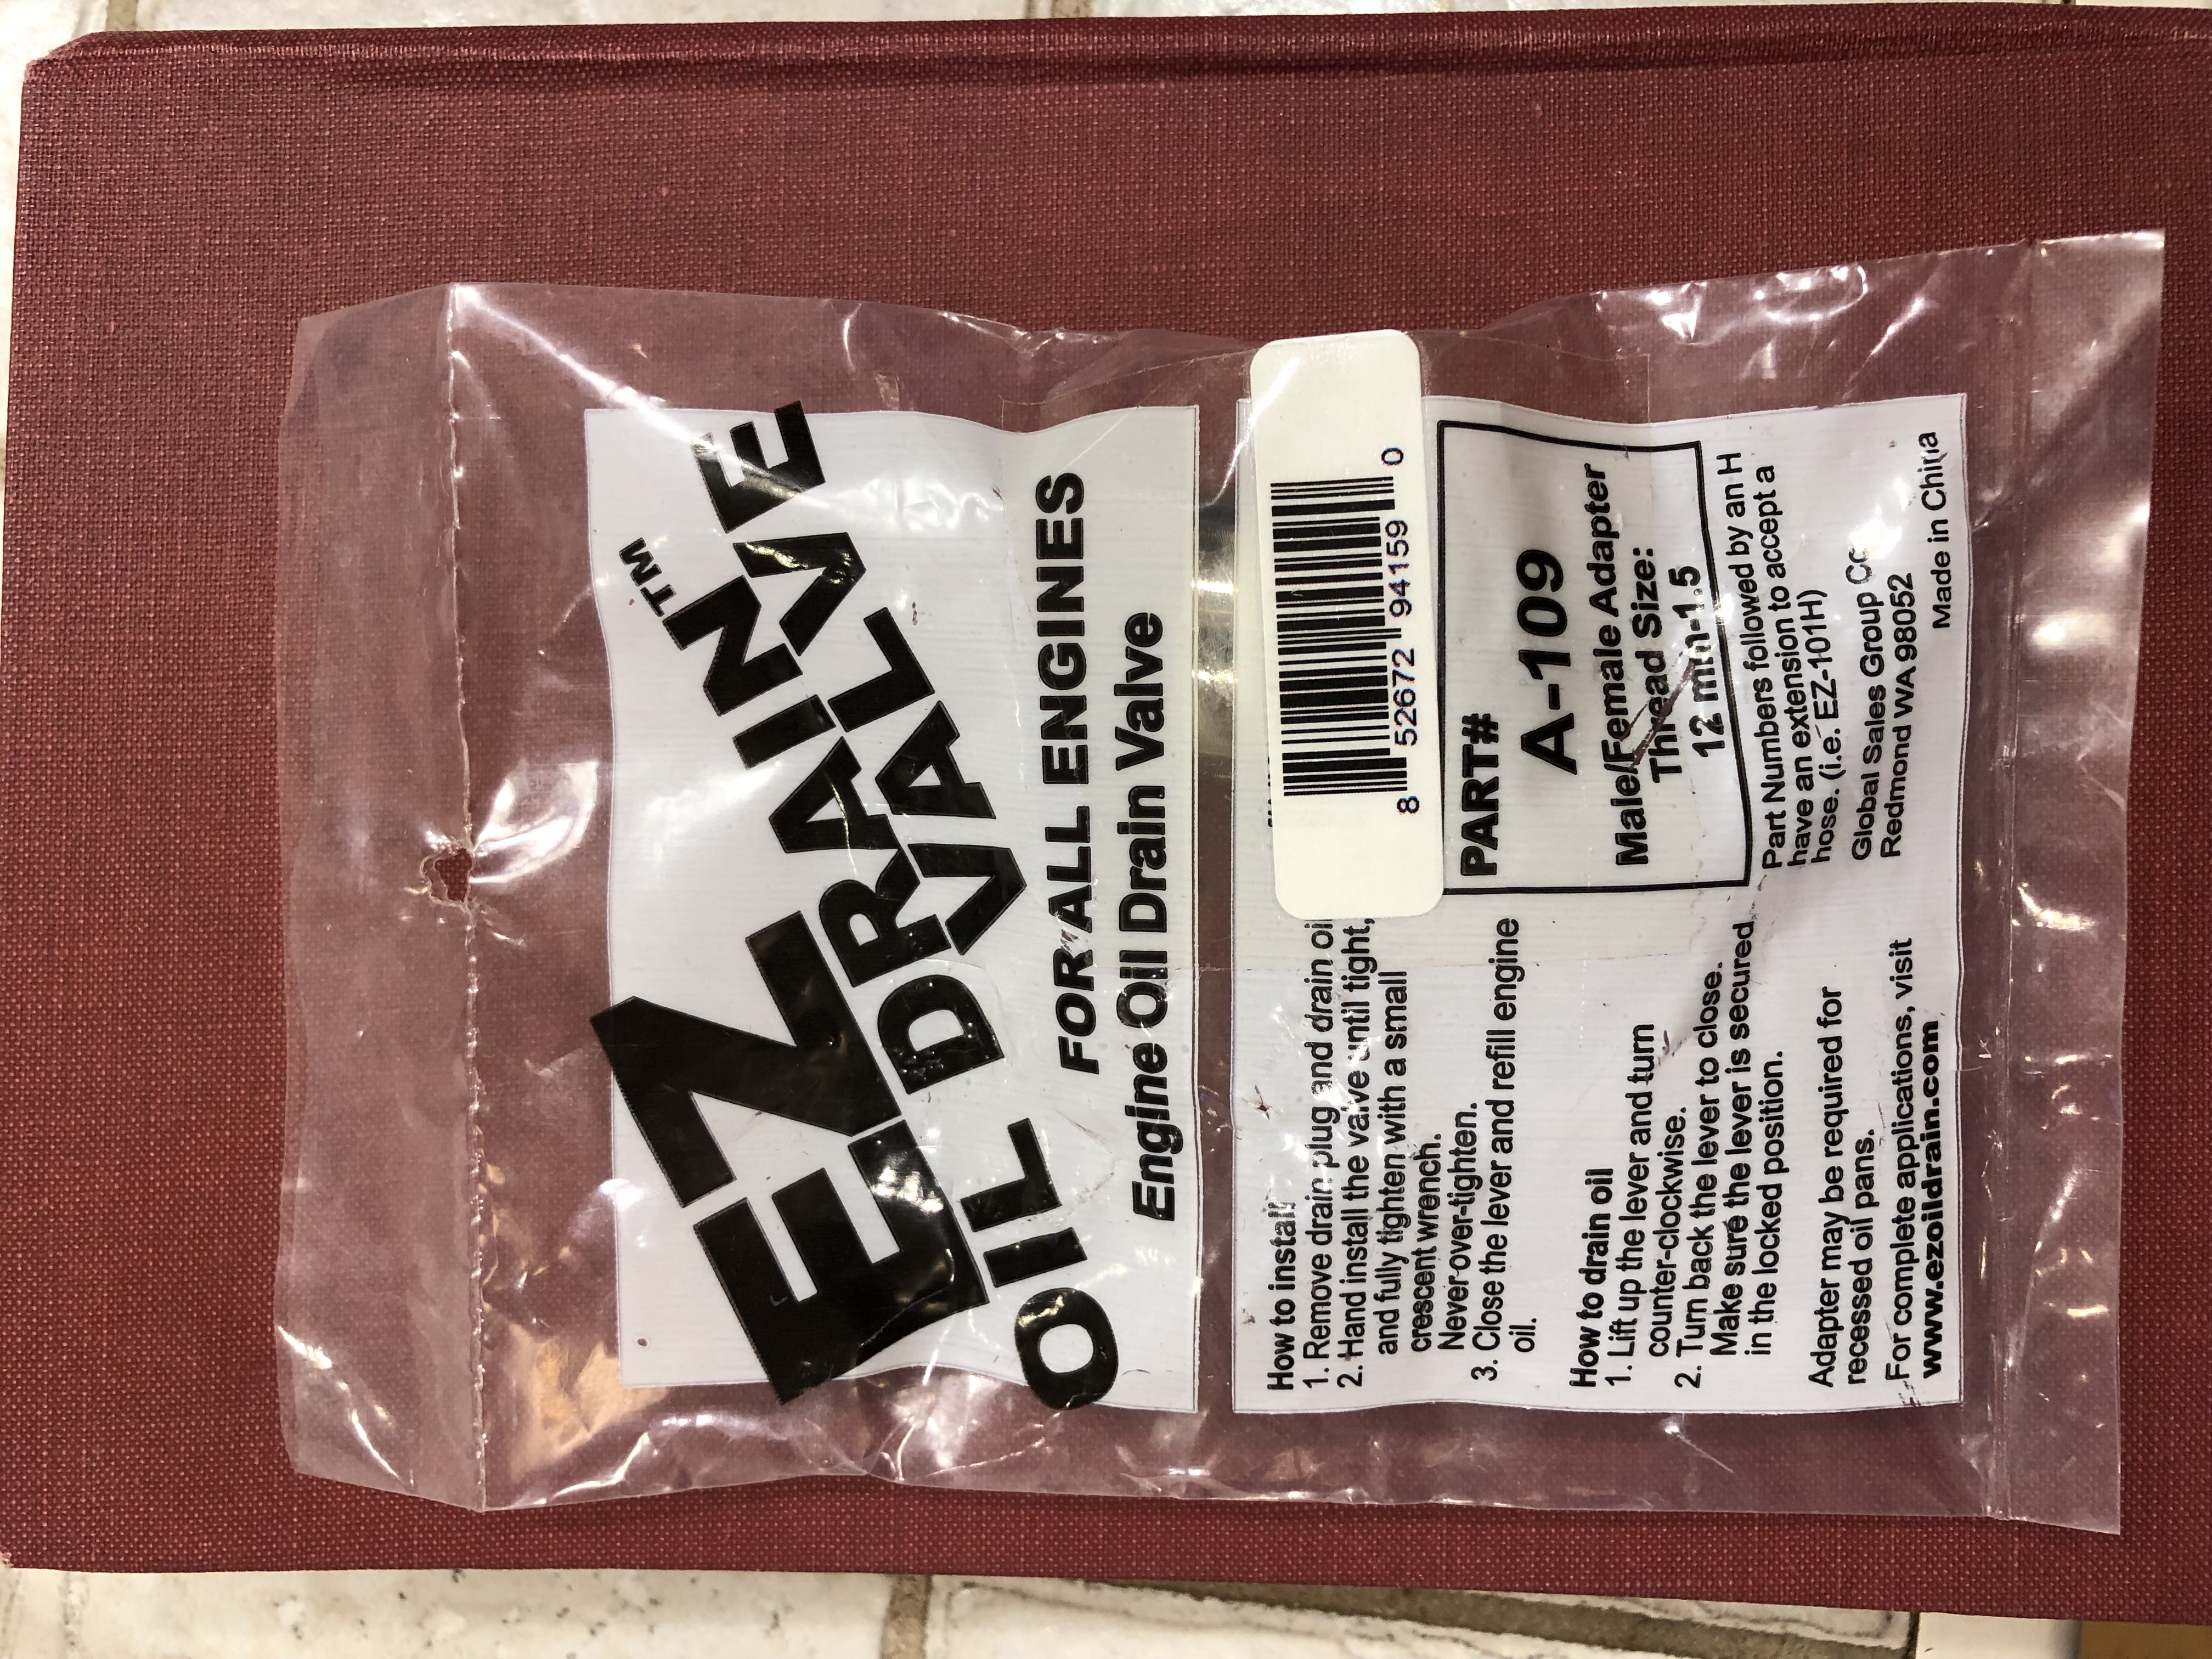 EZ
OIL DRAIN™
VALVE
FOR ALL ENGINES
Engine Oil Drain Valve
How to install
1. Remove drain plug and drain oil
2. Hand install the valve until tight,
and fully tighten with a small
crescent wrench.
Never over-tighten.
3. Close the lever and refill engine
oil.
How to drain oil
1. Lift up the lever and turn
counter-clockwise.
2. Turn back the lever to close.
Make sure the lever is secured
in the locked position.
Adapter may be required for
recessed oil pans.
For complete applications, visit
www.ezoildrain.com
8 52672 94159 0
PART#
A-109
Male/Female Adapter
Thread Size:
12 mm-1.5
Part Numbers followed by an H
have an extension to accept a
hose. (i.e. EZ-101H)
Global Sales Group
Redmond WA 98052
Made in China